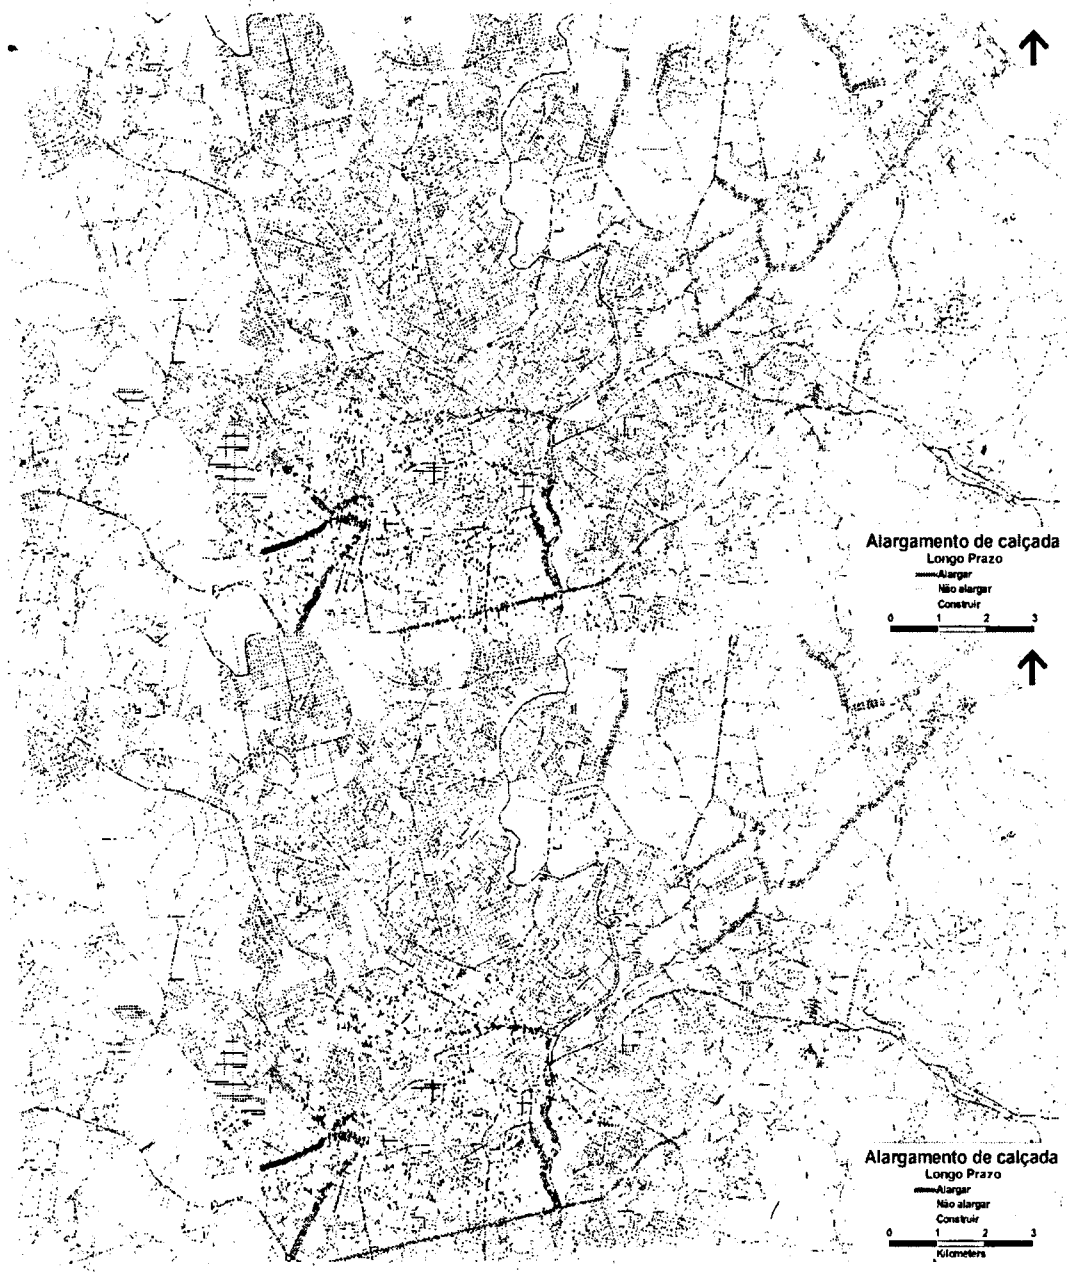 Alargamento de calçada
Longo Prazo
Alargar
Não alargar
Construir
0 1 2 3
Alargamento de calçada
Longo Prazo
Alargar
Não alargar
Construir
0 1 2 3
Kilometers